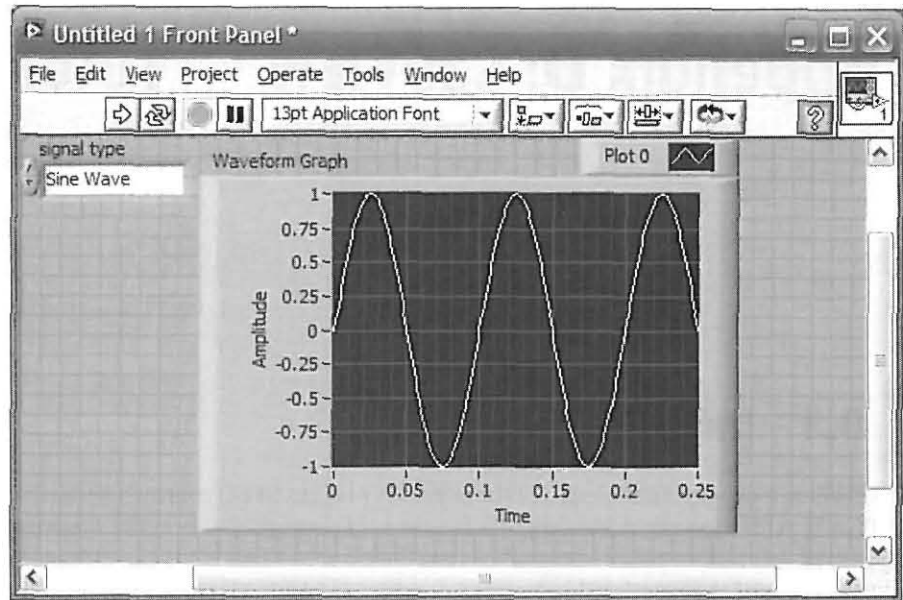 Untitled 1 Front Panel *
File Edit View Project Operate Tools Window Help
13pt Application Font
1
signal type
Sine Wave
Waveform Graph
Plot 0
Amplitude
1
0.75
0.5
0.25
0
-0.25
-0.5
-0.75
-1
0 0.05 0.1 0.15 0.2 0.25
Time